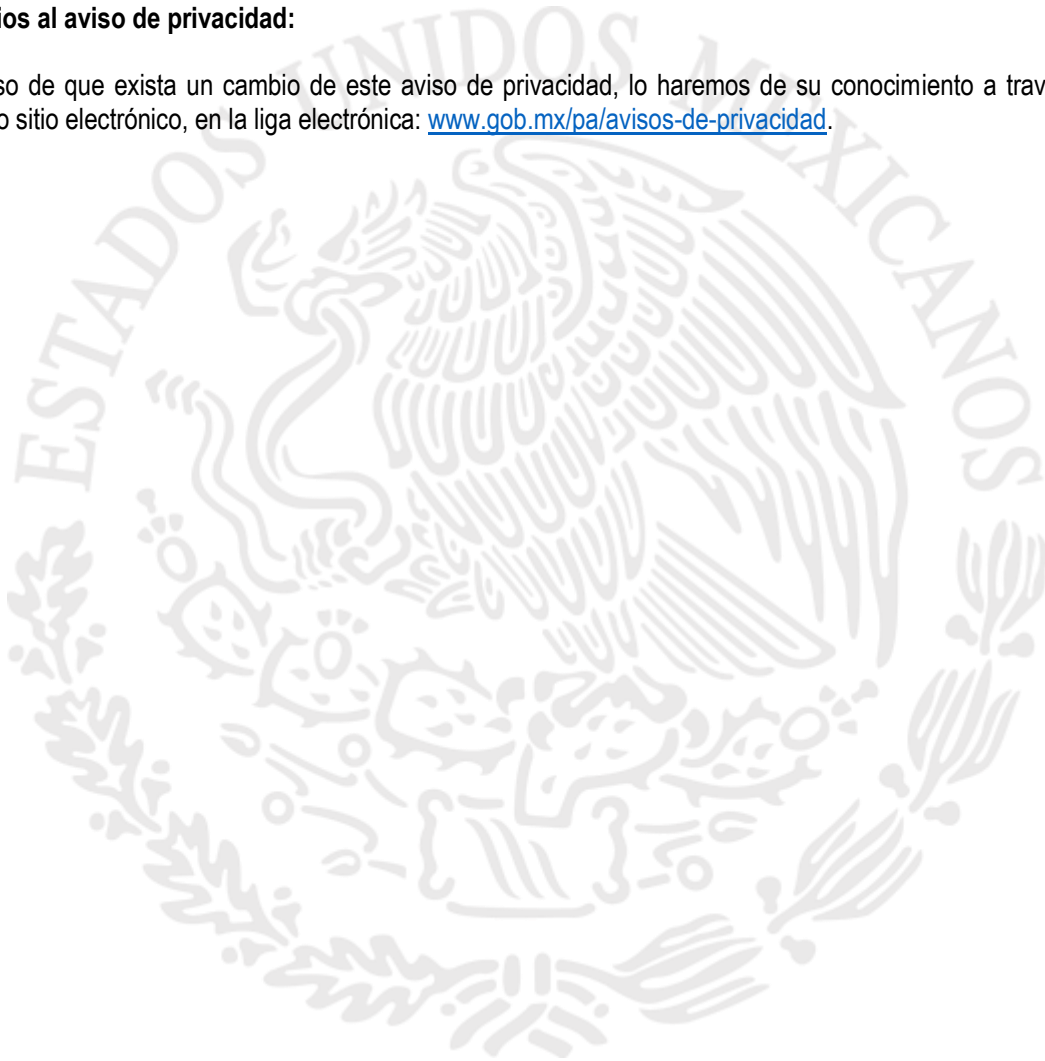 ios al aviso de privacidad:
so de que exista un cambio de este aviso de privacidad, lo haremos de su conocimiento a trav
o sitio electrónico, en la liga electrónica: www.gob.mx/pa/avisos-de-privacidad.
ESTADOS UNIDOS MEXICANOS